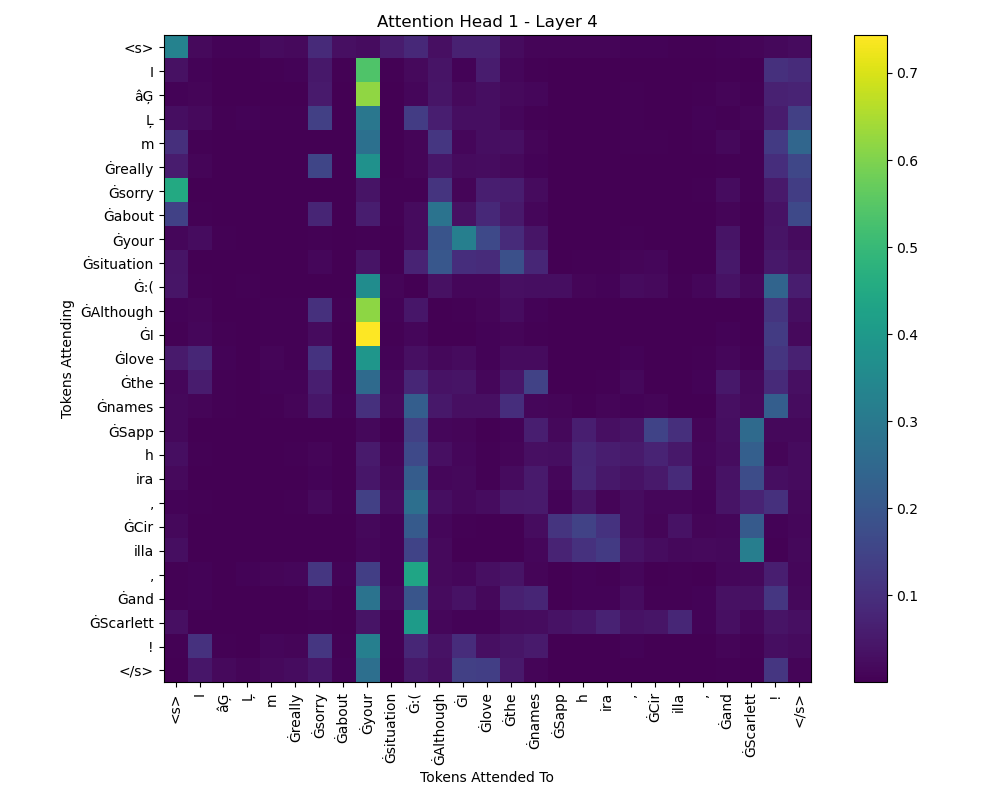 Attention Head 1 - Layer 4
<s>
I
âĢ
Ļ
m
Ġreally
Ġsorry
Ġabout
Ġyour
Ġsituation
Ġ:(
ĠAlthough
ĠI
Ġlove
Ġthe
Ġnames
ĠSapp
h
ira
,
ĠCir
illa
,
Ġand
ĠScarlett
!
</s>
Tokens Attending
<s>
I
âĢ
Ļ
m
Ġreally
Ġsorry
Ġabout
Ġyour
Ġsituation
Ġ:(
ĠAlthough
ĠI
Ġlove
Ġthe
Ġnames
ĠSapp
h
ira
,
ĠCir
illa
,
Ġand
ĠScarlett
!
</s>
Tokens Attended To
0.7
0.6
0.5
0.4
0.3
0.2
0.1